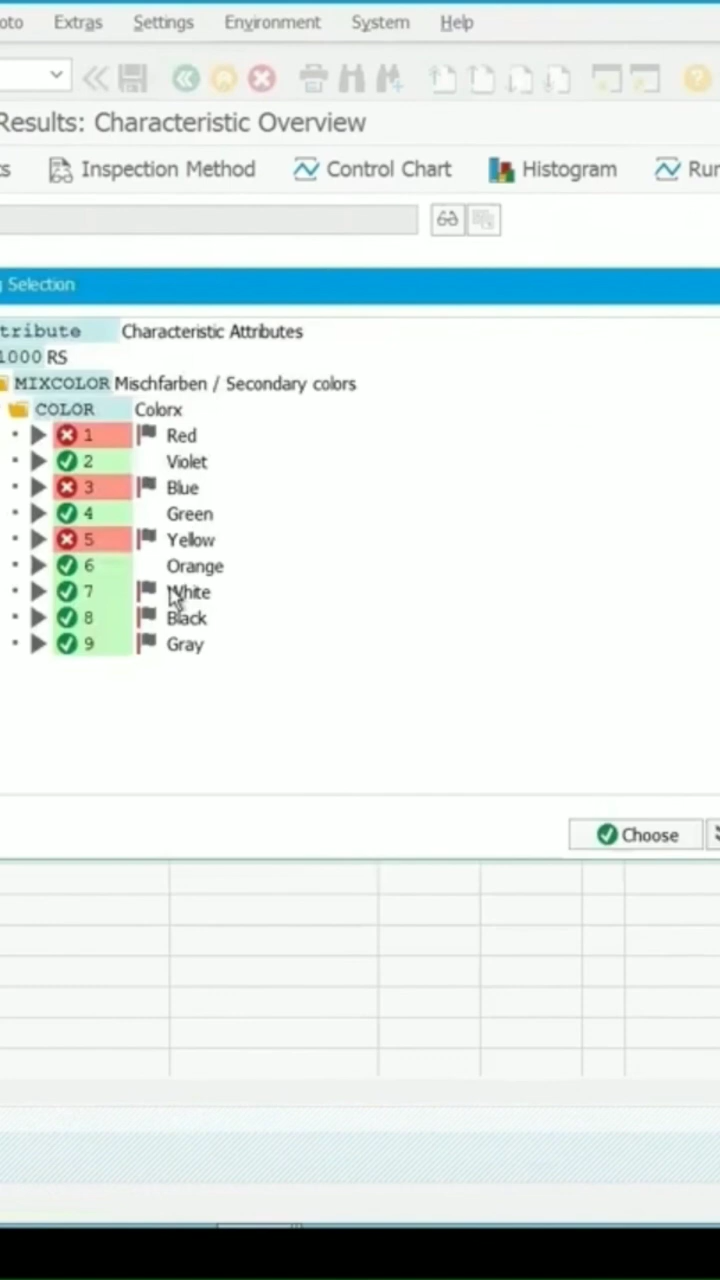 oto Extras Settings Environment System Help
Results: Characteristic Overview
ts Inspection Method Control Chart Histogram Run
g Selection
tribute Characteristic Attributes
1000 RS
MIXCOLOR Mischfarben / Secondary colors
COLOR Colorx
1 Red
2 Violet
3 Blue
4 Green
5 Yellow
6 Orange
7 White
8 Black
9 Gray
Choose